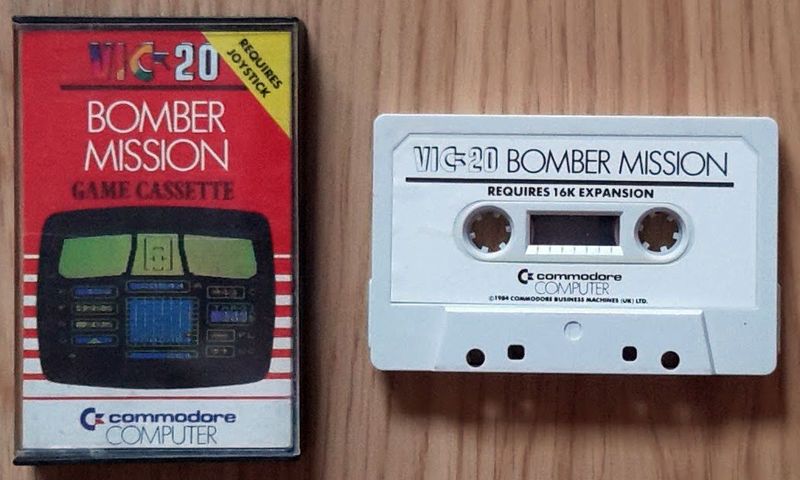 VIC-20
REQUIRES
JOYSTICK
BOMBER
MISSION
GAME CASSETTE
commodore
COMPUTER
VIC-20 BOMBER MISSION
REQUIRES 16K EXPANSION
commodore
COMPUTER
©1984 COMMODORE BUSINESS MACHINES (UK) LTD.